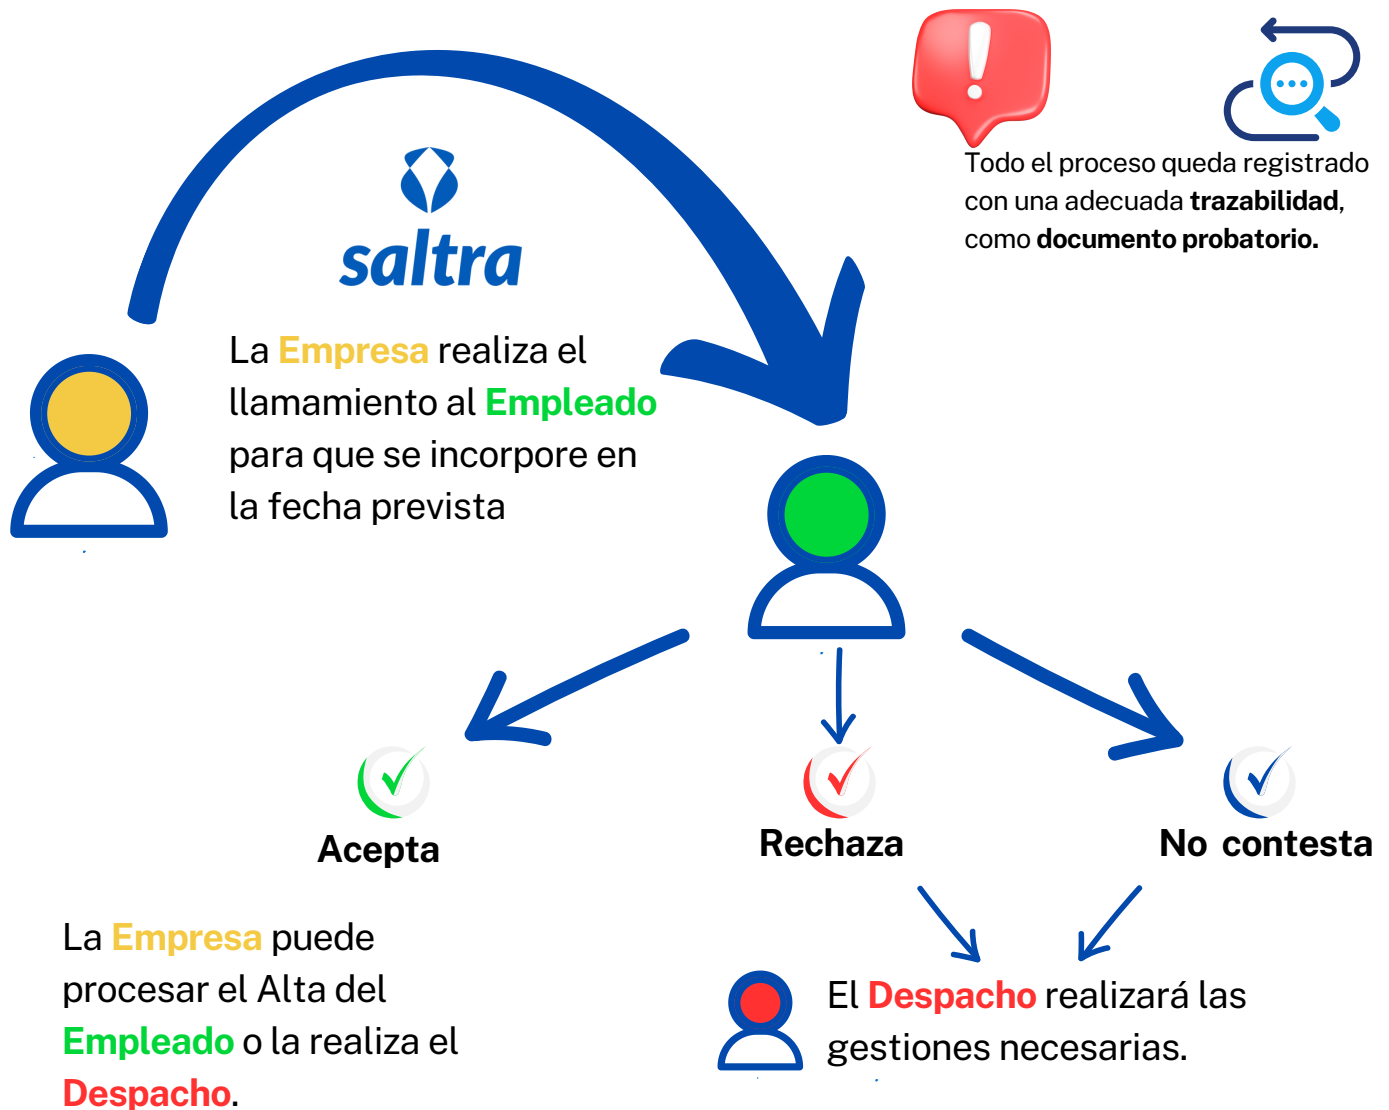 Todo el proceso queda registrado
con una adecuada trazabilidad,
como documento probatorio.
saltra
La Empresa realiza el
llamamiento al Empleado
para que se incorpore en
la fecha prevista
Acepta
Rechaza
No contesta
La Empresa puede
procesar el Alta del
Empleado o la realiza el
Despacho.
El Despacho realizará las
gestiones necesarias.